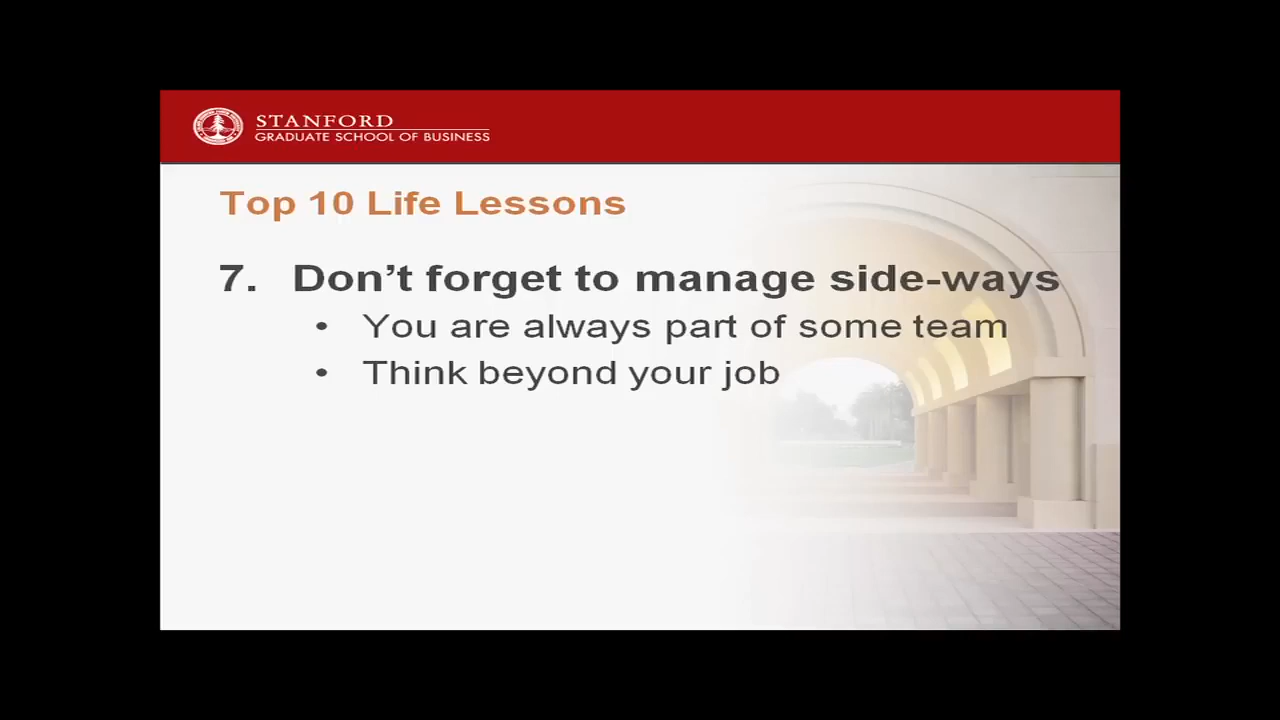 STANFORD
GRADUATE SCHOOL OF BUSINESS
Top 10 Life Lessons
7. Don't forget to manage side-ways
• You are always part of some team
• Think beyond your job